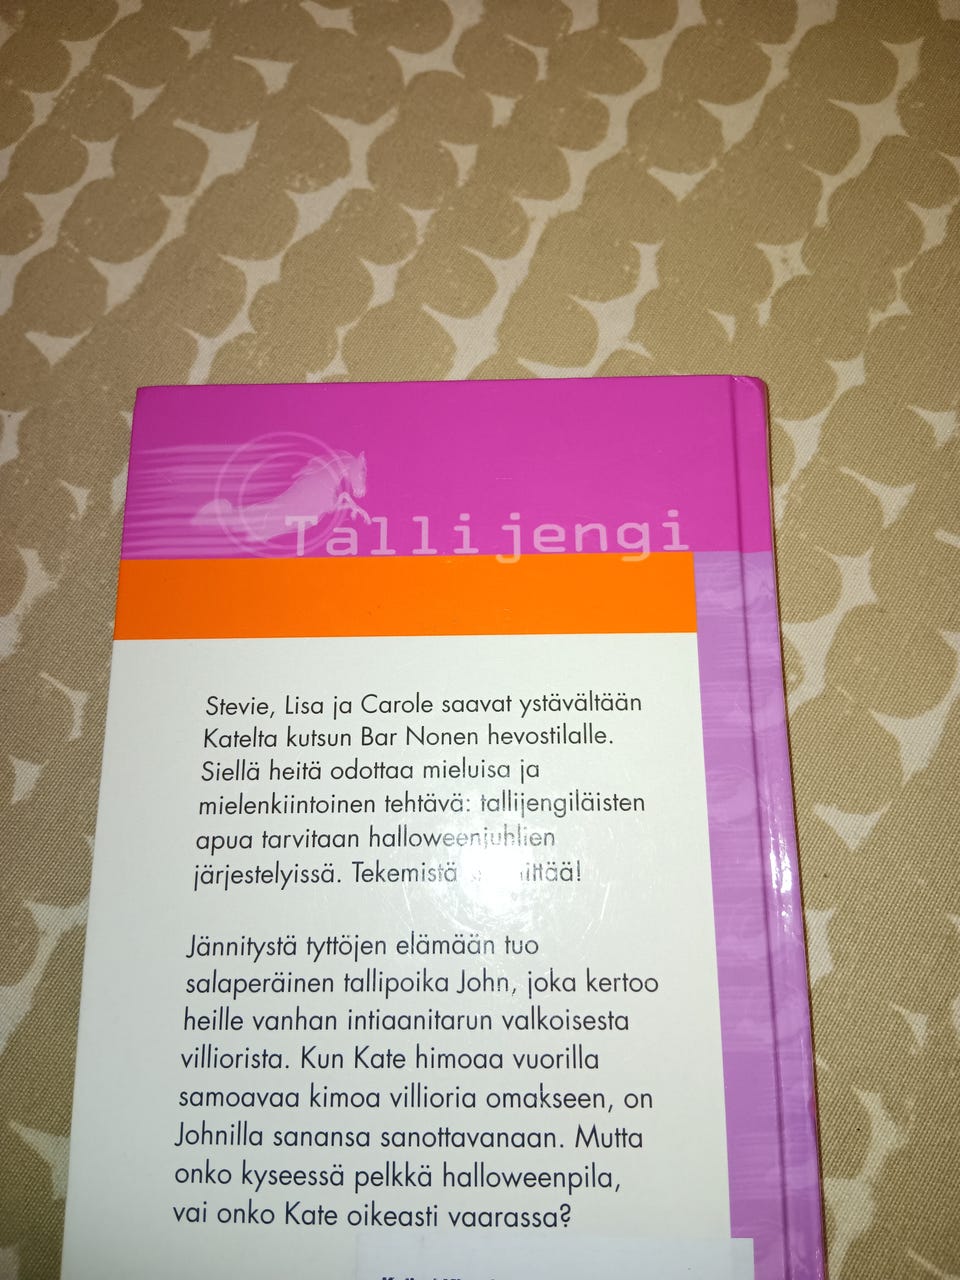 Tallijengi
Stevie, Lisa ja Carole saavat ystävältään
Katelta kutsun Bar Nonen hevostilalle.
Siellä heitä odottaa mieluisa ja
mielenkiintoinen tehtävä: tallijengiläisten
apua tarvitaan halloweenjuhlien
järjestelyissä. Tekemistä
Jännitystä tyttöjen elämään tuo
salaperäinen tallipoika John, joka kertoo
heille vanhan intiaanitarun valkoisesta
villiorista. Kun Kate himoaa vuorilla
samoavaa kimoa villioria omakseen, on
Johnilla sanansa sanottavanaan. Mutta
onko kyseessä pelkkä halloweenpila,
vai onko Kate oikeasti vaarassa?